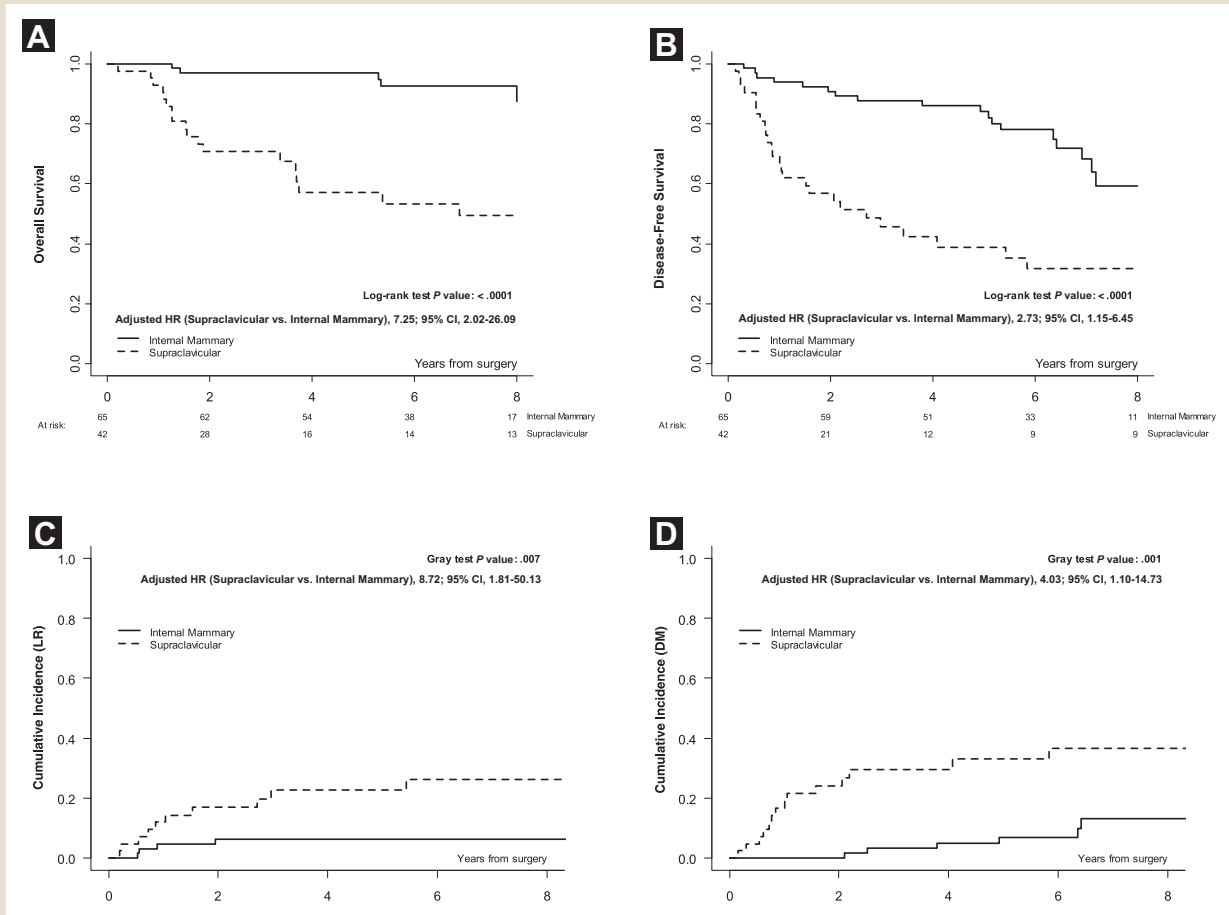 A
1.0
0.8
0.6
0.4
0.2
0.0
Overall Survival
Log-rank test P value: < .0001
Adjusted HR (Supraclavicular vs. Internal Mammary), 7.25; 95% CI, 2.02-26.09
Internal Mammary
Supraclavicular
Years from surgery
0 2 4 6 8
At risk:
65 62 54 38 17 Internal Mammary
42 28 16 14 13 Supraclavicular
B
1.0
0.8
0.6
0.4
0.2
0.0
Disease-Free Survival
Log-rank test P value: < .0001
Adjusted HR (Supraclavicular vs. Internal Mammary), 2.73; 95% CI, 1.15-6.45
Internal Mammary
Supraclavicular
Years from surgery
0 2 4 6 8
At risk:
65 59 51 33 11 Internal Mammary
42 21 12 9 9 Supraclavicular
C
1.0
0.8
0.6
0.4
0.2
0.0
Cumulative Incidence (LR)
Gray test P value: .007
Adjusted HR (Supraclavicular vs. Internal Mammary), 8.72; 95% CI, 1.81-50.13
Internal Mammary
Supraclavicular
Years from surgery
0 2 4 6 8
D
1.0
0.8
0.6
0.4
0.2
0.0
Cumulative Incidence (DM)
Gray test P value: .001
Adjusted HR (Supraclavicular vs. Internal Mammary), 4.03; 95% CI, 1.10-14.73
Internal Mammary
Supraclavicular
Years from surgery
0 2 4 6 8